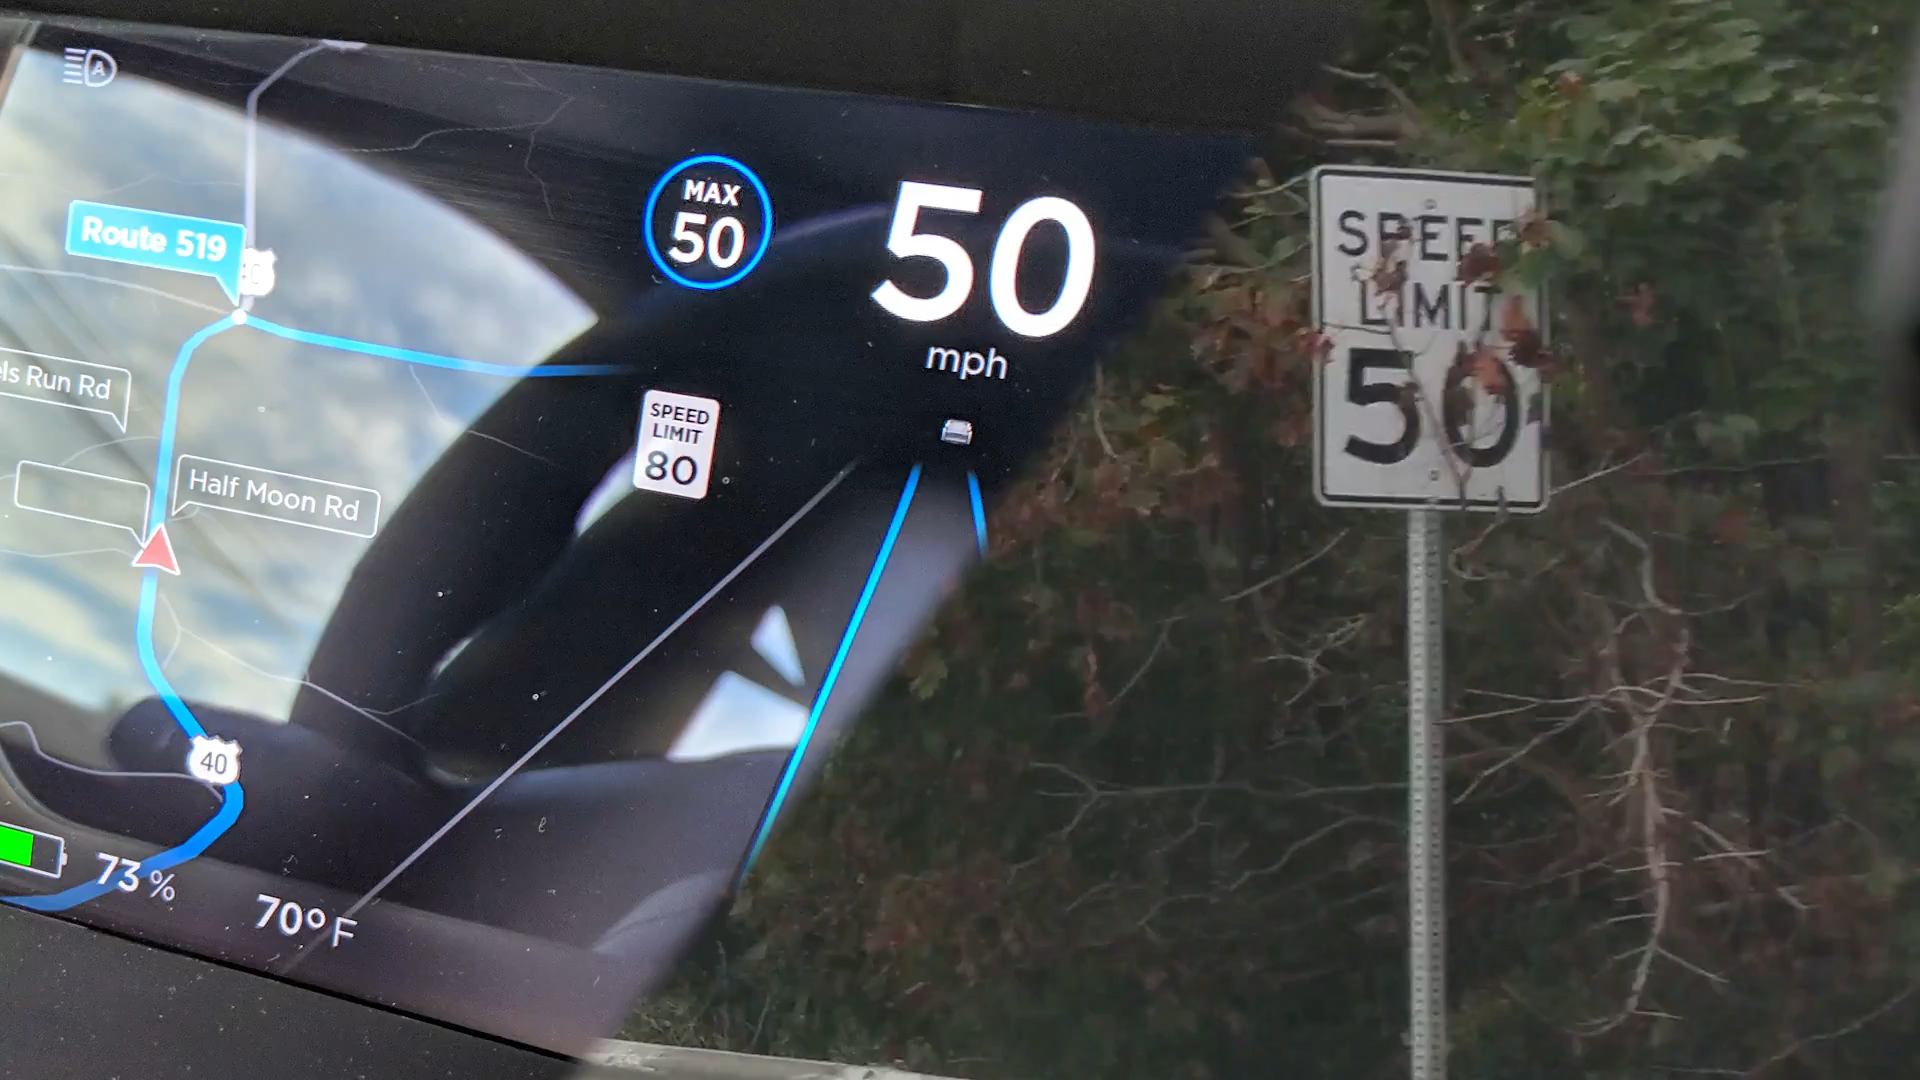 A
MAX
50
50
mph
Route 519
SPEED
LIMIT
80
els Run Rd
Half Moon Rd
40
73 %
70°F
SPEED
LIMIT
50